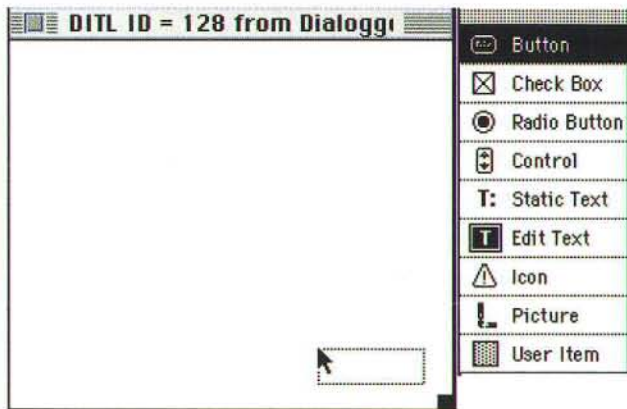 DITL ID = 128 from Dialogg
Button
Check Box
Radio Button
Control
T: Static Text
T Edit Text
Icon
Picture
User Item